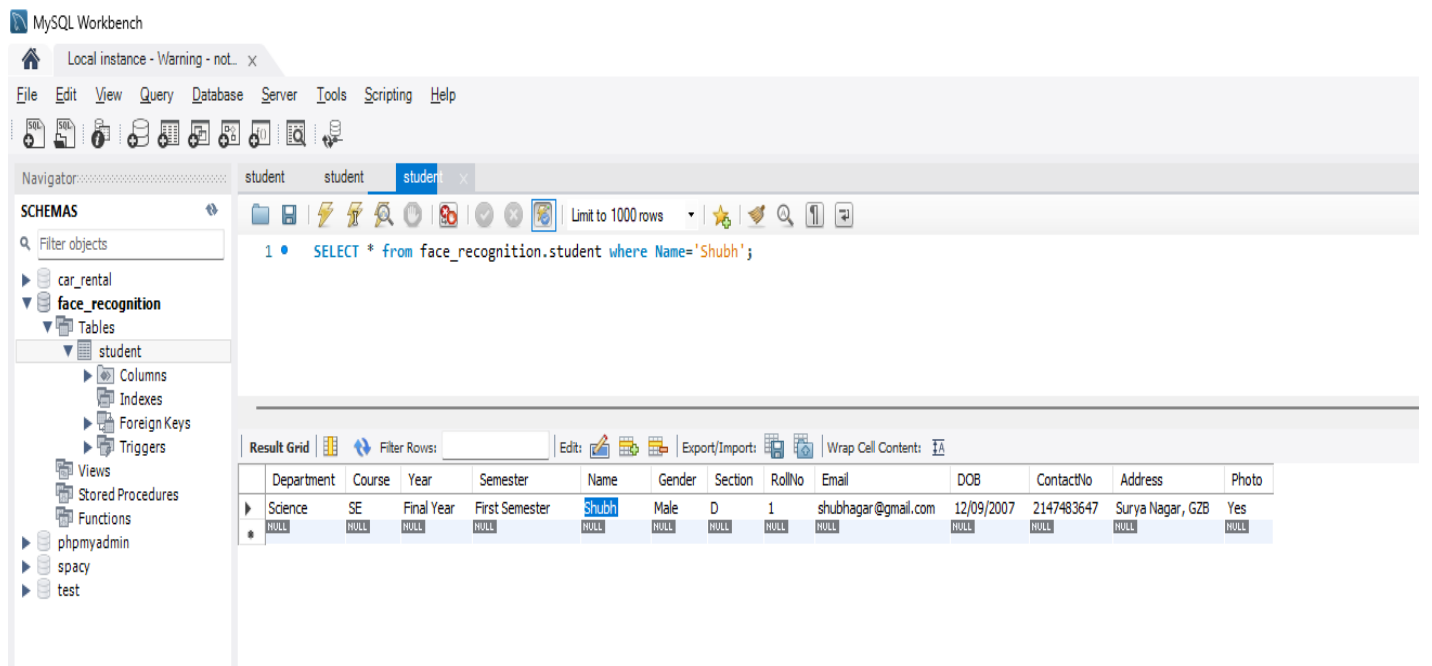 MySQL Workbench
Local instance - Warning - not...
File Edit View Query Database Server Tools Scripting Help
Navigator
SCHEMAS
Filter objects
car_rental
face_recognition
Tables
student
Columns
Indexes
Foreign Keys
Triggers
Views
Stored Procedures
Functions
phpmyadmin
spacy
test
student student student
Limit to 1000 rows
1 SELECT * from face_recognition.student where Name='Shubh';
Result Grid Filter Rows: Edit: Export/Import: Wrap Cell Content:
Department Course Year Semester Name Gender Section RollNo Email DOB ContactNo Address Photo
Science SE Final Year First Semester Shubh Male D 1 shubhagar@gmail.com 12/09/2007 2147483647 Surya Nagar, GZB Yes
NULL NULL NULL NULL NULL NULL NULL NULL NULL NULL NULL NULL NULL